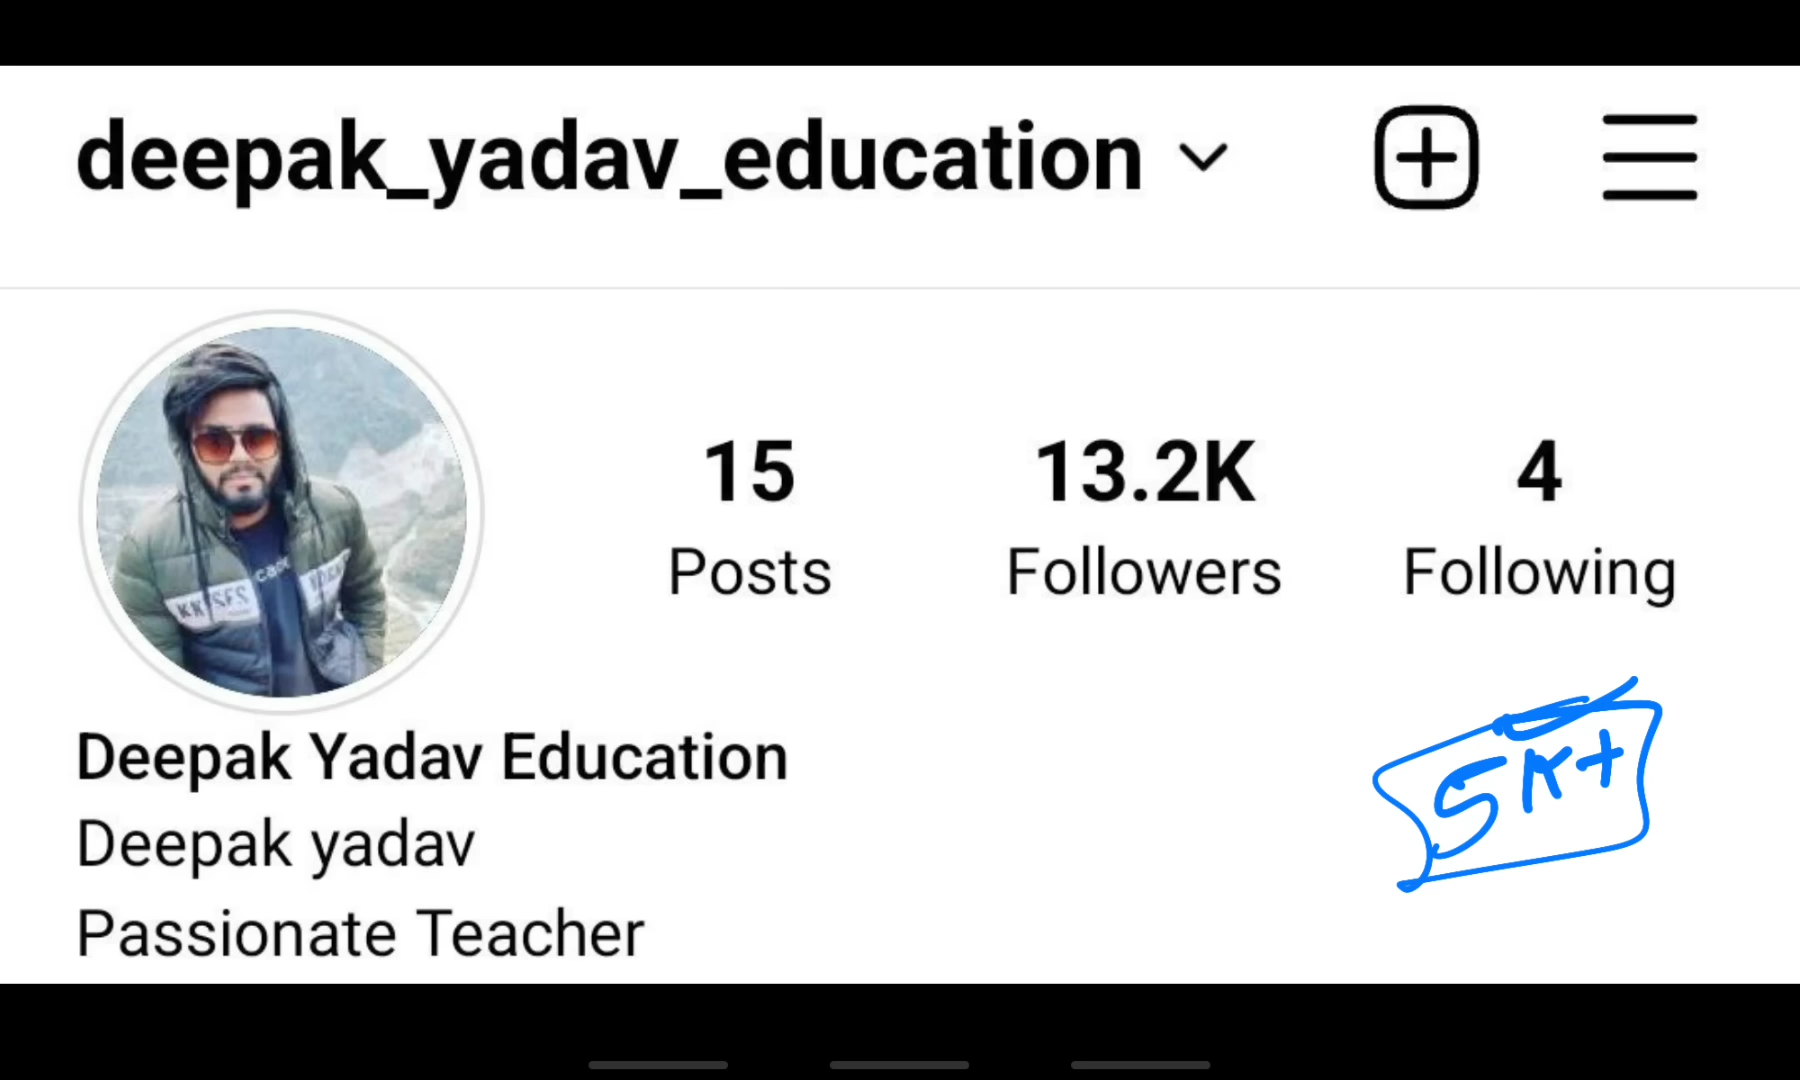 deepak_yadav_education
15 13.2K 4
Posts Followers Following
Deepak Yadav Education
Deepak yadav
Passionate Teacher
5K+